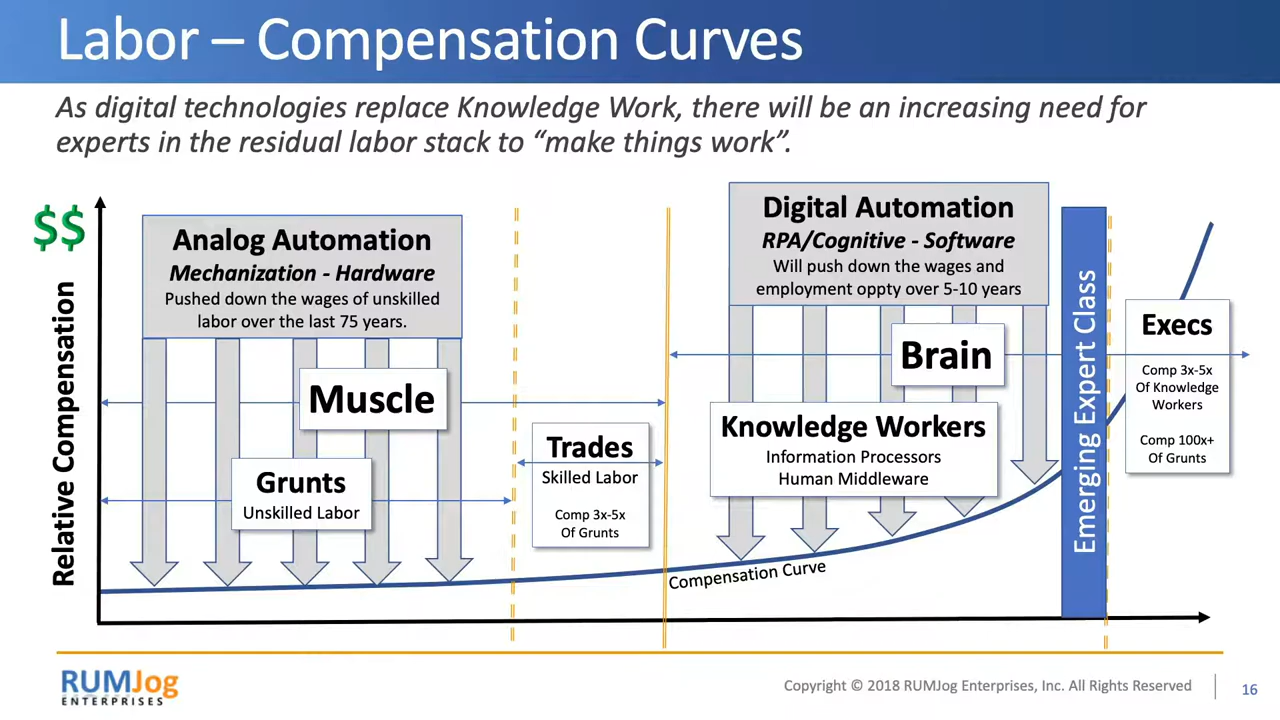 Labor – Compensation Curves
As digital technologies replace Knowledge Work, there will be an increasing need for
experts in the residual labor stack to “make things work”.
$$
Relative Compensation
Analog Automation
Mechanization - Hardware
Pushed down the wages of unskilled
labor over the last 75 years.
Muscle
Grunts
Unskilled Labor
Trades
Skilled Labor
Comp 3x-5x
Of Grunts
Digital Automation
RPA/Cognitive - Software
Will push down the wages and
employment oppty over 5-10 years
Brain
Knowledge Workers
Information Processors
Human Middleware
Compensation Curve
Emerging Expert Class
Execs
Comp 3x-5x
Of Knowledge
Workers
Comp 100x+
Of Grunts
RUMJog
ENTERPRISES
Copyright © 2018 RUMJog Enterprises, Inc. All Rights Reserved
16